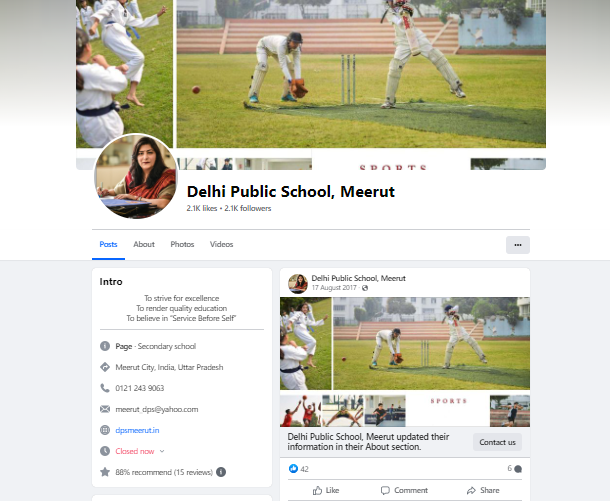 SPORTS
Delhi Public School, Meerut
2.1K likes • 2.1K followers
Posts About Photos Videos
Intro
To strive for excellence
To render quality education
To believe in "Service Before Self"
Page · Secondary school
Meerut City, India, Uttar Pradesh
0121 243 9063
meerut_dps@yahoo.com
dpsmeerut.in
Closed now
88% recommend (15 reviews)
Delhi Public School, Meerut
17 August 2017 ·
SPORTS
Delhi Public School, Meerut updated their
information in their About section.
Contact us
42
6
Like Comment Share